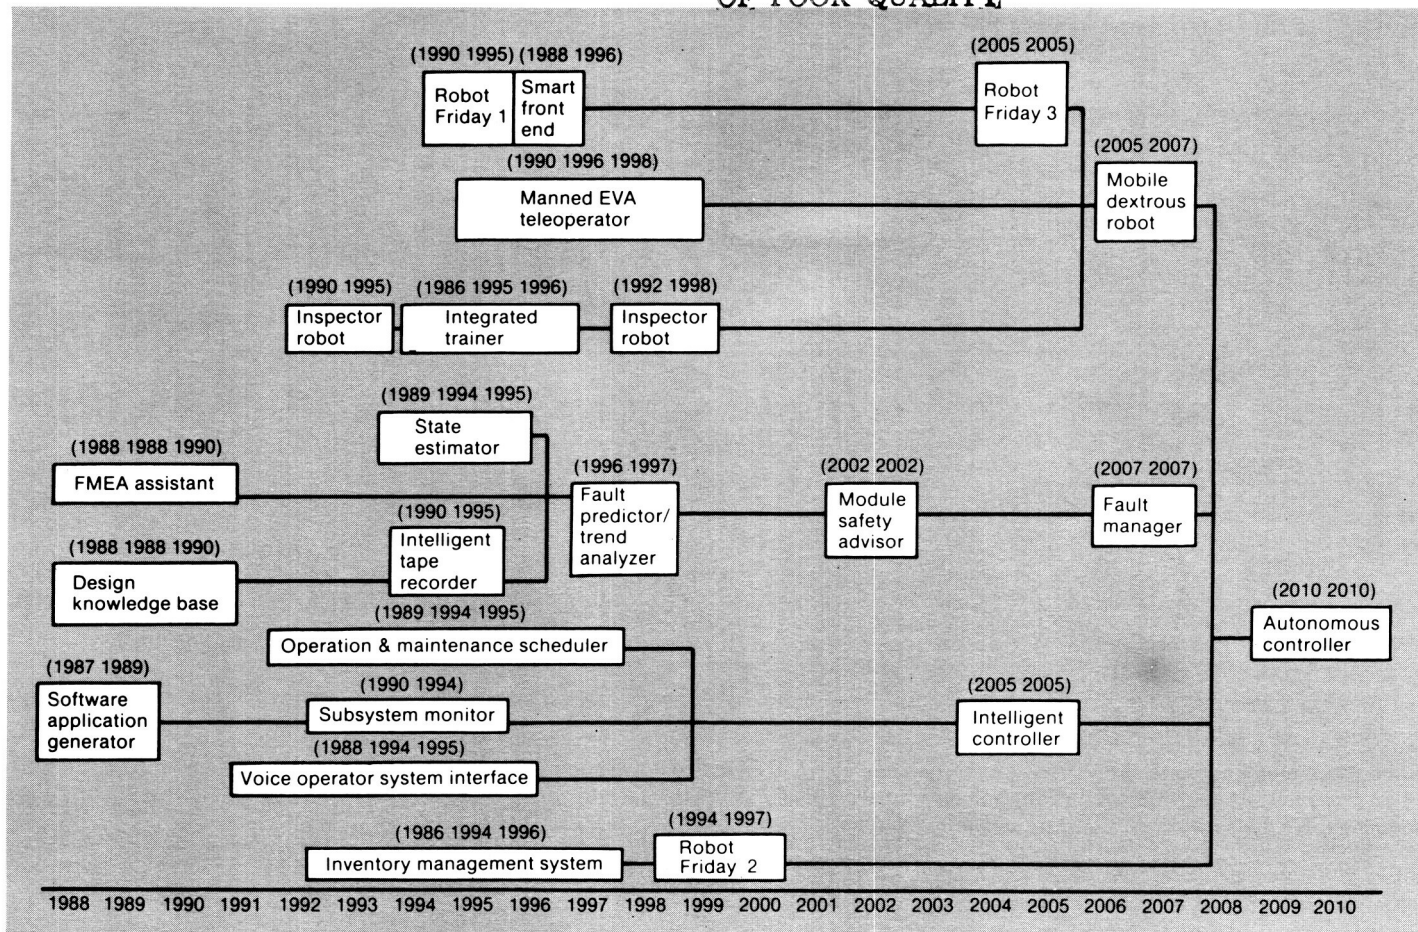 OF POOR QUALITY
(1990 1995) (1988 1996)
Robot
Friday 1
Smart
front
end
(2005 2005)
Robot
Friday 3
(1990 1996 1998)
Manned EVA
teleoperator
(2005 2007)
Mobile
dextrous
robot
(1990 1995)
Inspector
robot
(1986 1995 1996)
Integrated
trainer
(1992 1998)
Inspector
robot
(1989 1994 1995)
State
estimator
(1988 1988 1990)
FMEA assistant
(1996 1997)
Fault
predictor/
trend
analyzer
(2002 2002)
Module
safety
advisor
(2007 2007)
Fault
manager
(1990 1995)
Intelligent
tape
recorder
(1988 1988 1990)
Design
knowledge base
(1989 1994 1995)
Operation & maintenance scheduler
(2010 2010)
Autonomous
controller
(1987 1989)
Software
application
generator
(1990 1994)
Subsystem monitor
(2005 2005)
Intelligent
controller
(1988 1994 1995)
Voice operator system interface
(1986 1994 1996)
Inventory management system
(1994 1997)
Robot
Friday 2
1988 1989 1990 1991 1992 1993 1994 1995 1996 1997 1998 1999 2000 2001 2002 2003 2004 2005 2006 2007 2008 2009 2010